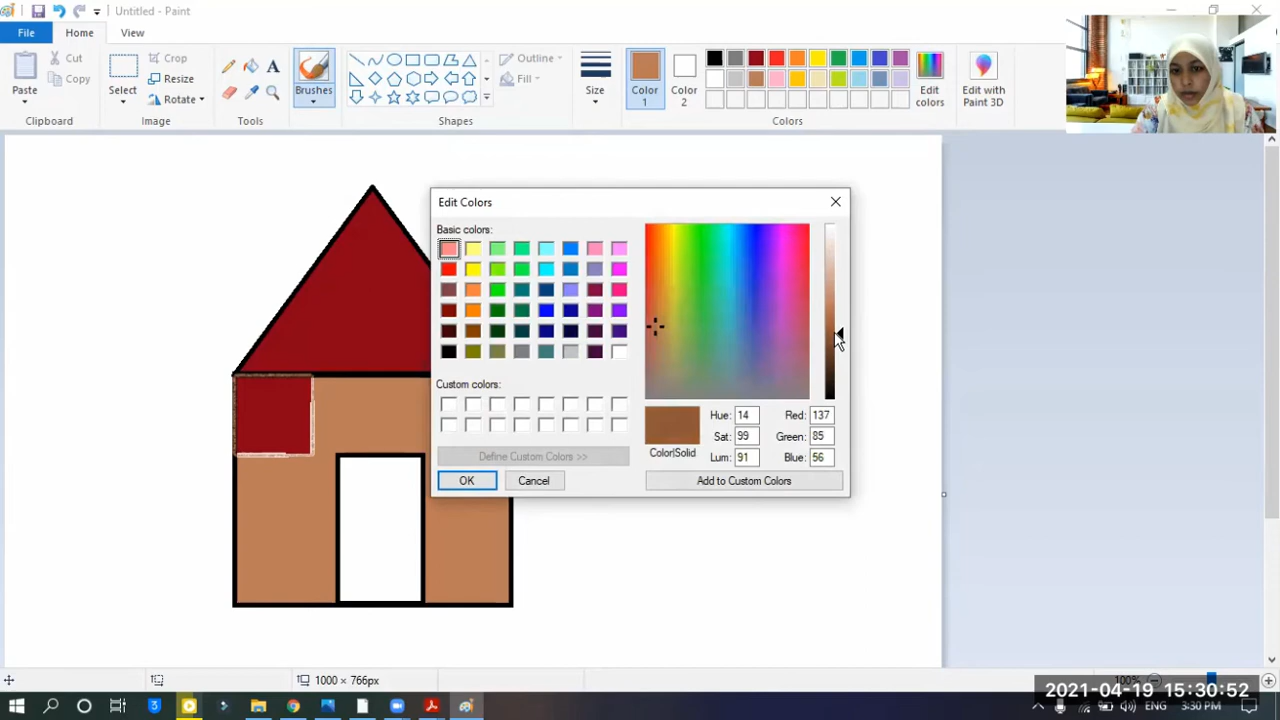 Untitled - Paint
File
Home
View
Paste
Cut
Copy
Clipboard
Select
Crop
Resize
Rotate
Image
A
Tools
Brushes
Outline
Fill
Shapes
Size
Color 1
Color 2
Edit colors
Edit with Paint 3D
Colors
Edit Colors
Basic colors:
Custom colors:
Define Custom Colors >>
OK
Cancel
Color|Solid
Hue: 14
Sat: 99
Lum: 91
Red: 137
Green: 85
Blue: 56
Add to Custom Colors
1000 × 766px
100%
2021-04-19 15:30:52
ENG
3:30 PM